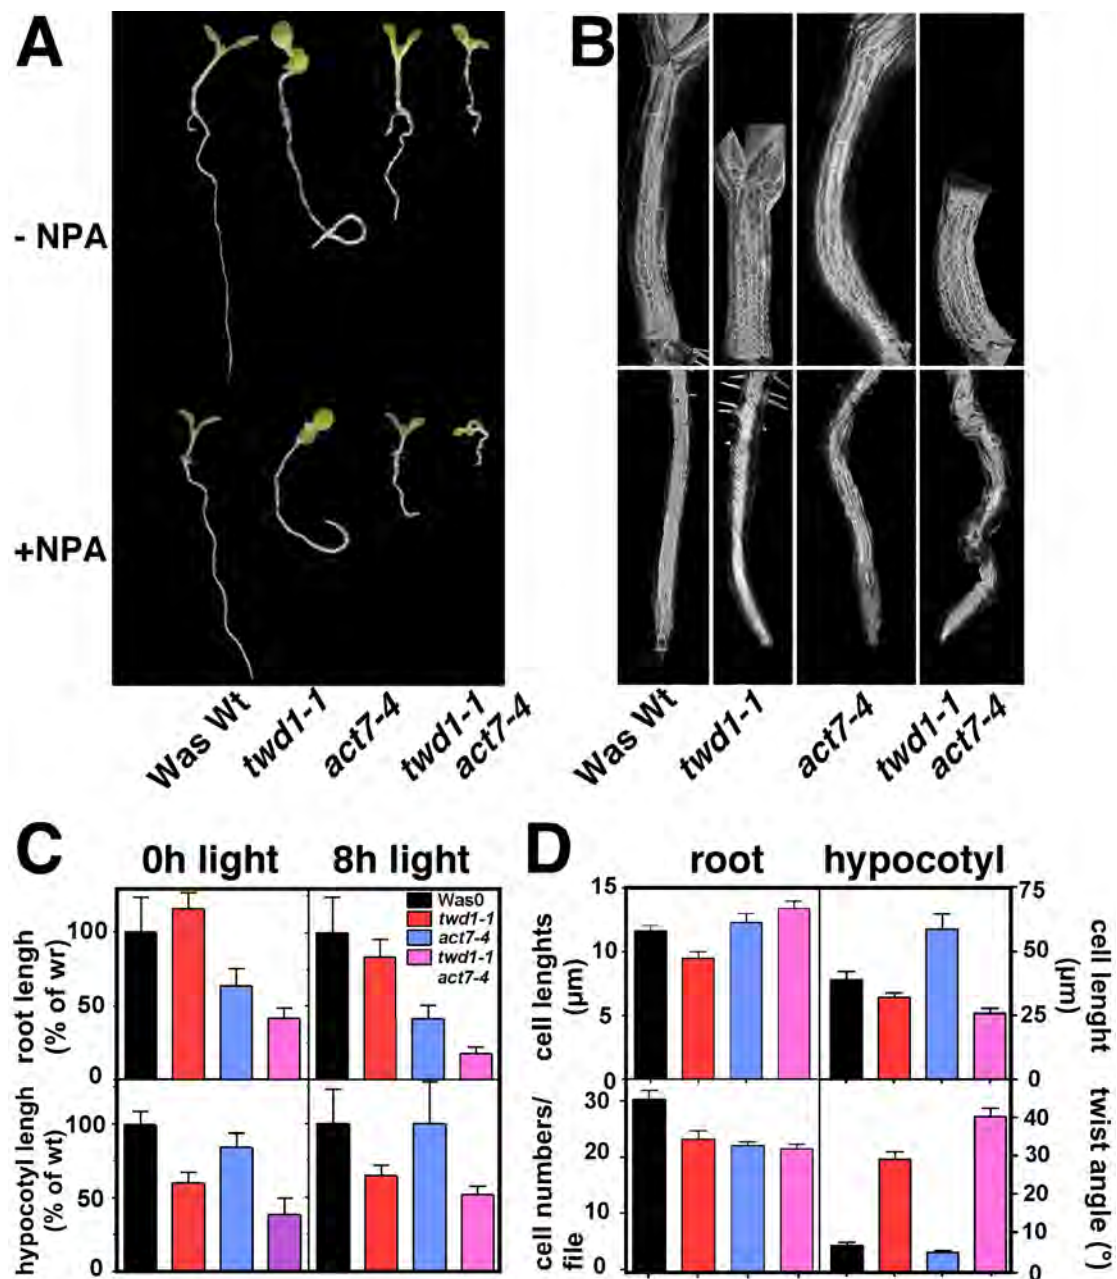 A
B
- NPA
+NPA
Was Wt
twd1-1
act7-4
twd1-1
act7-4
Was Wt
twd1-1
act7-4
twd1-1
act7-4
C
0h light
8h light
root lengh
(% of wr)
100
50
0
Was0
twd1-1
act7-4
twd1-1
act7-4
hypocotyl lengh
(% of wt)
100
50
0
D
root
hypocotyl
cell lenghts
(µm)
15
10
5
0
75
50
25
0
cell lenght
(µm)
cell numbers/
file
30
20
10
0
40
30
20
10
0
twist angle (°)